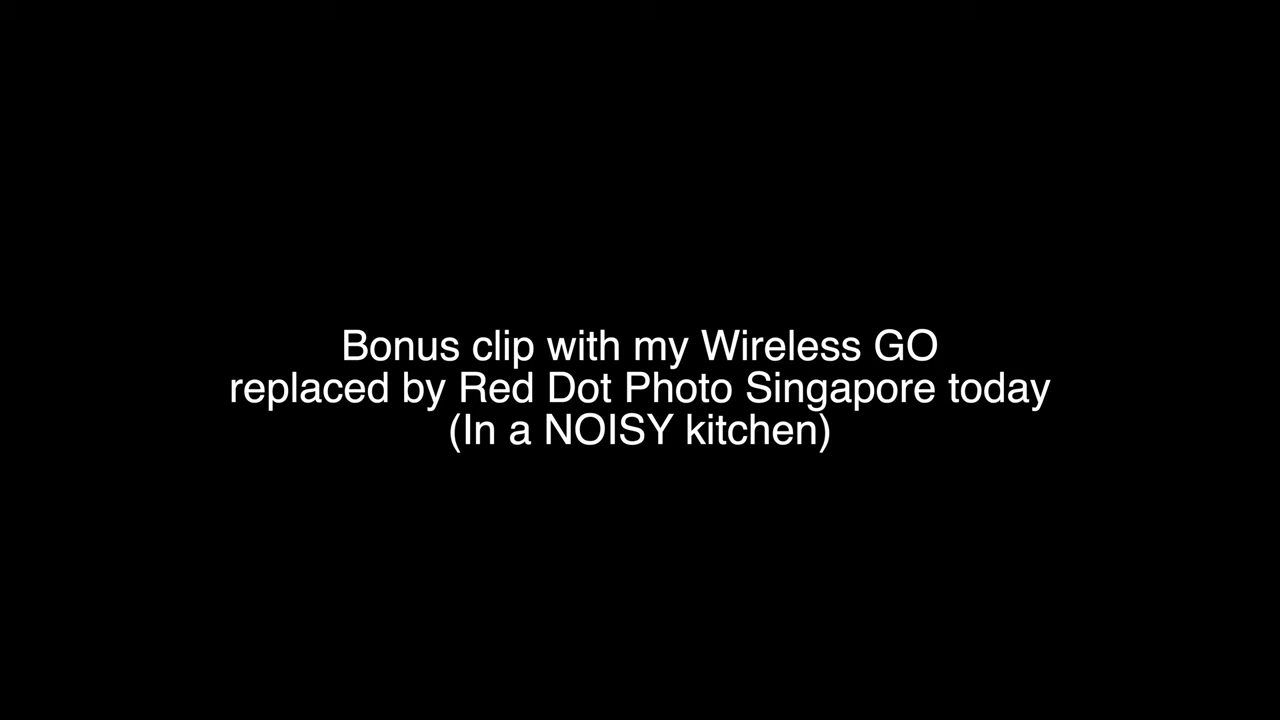 Bonus clip with my Wireless GO
replaced by Red Dot Photo Singapore today
(In a NOISY kitchen)